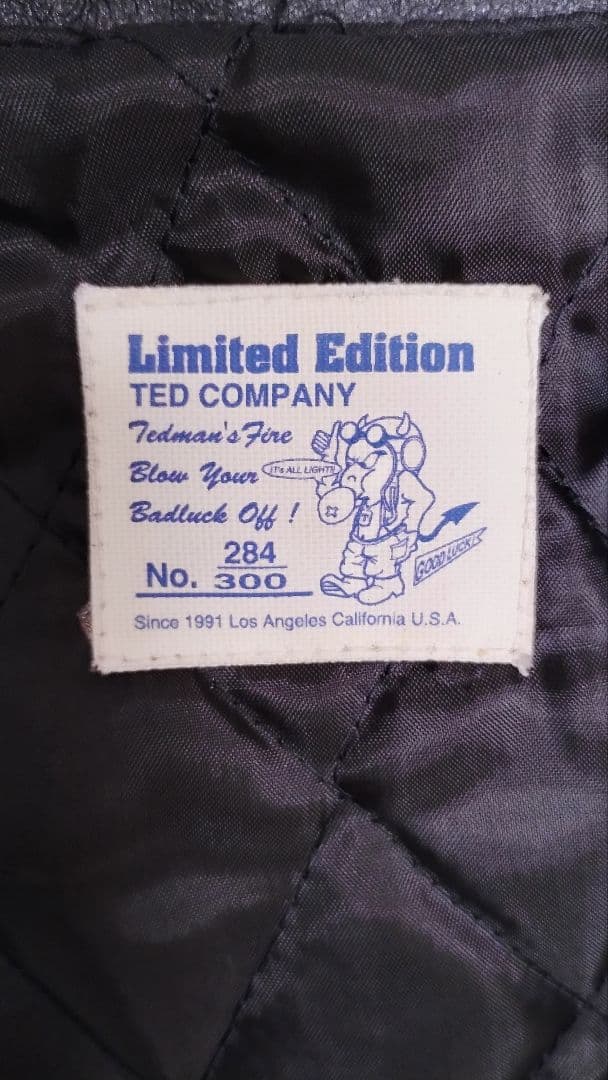 Limited Edition
TED COMPANY
Tedman's Fire
Blow Your
Badluck Off !
IT'S ALL LIGHT!!
No. 284
300
GOOD LUCK!
Since 1991 Los Angeles California U.S.A.